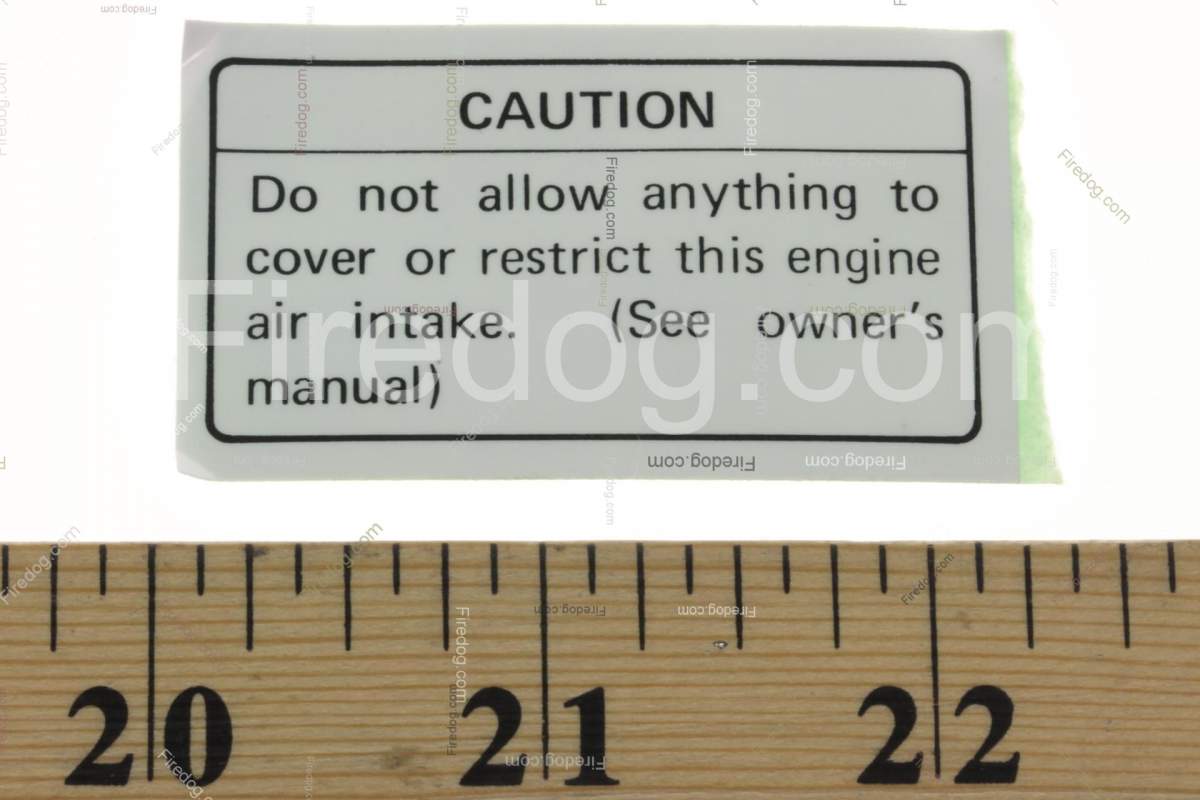 CAUTION
Do not allow anything to
cover or restrict this engine
air intake. (See owner's
manual)
Firedog.com
20 21 22